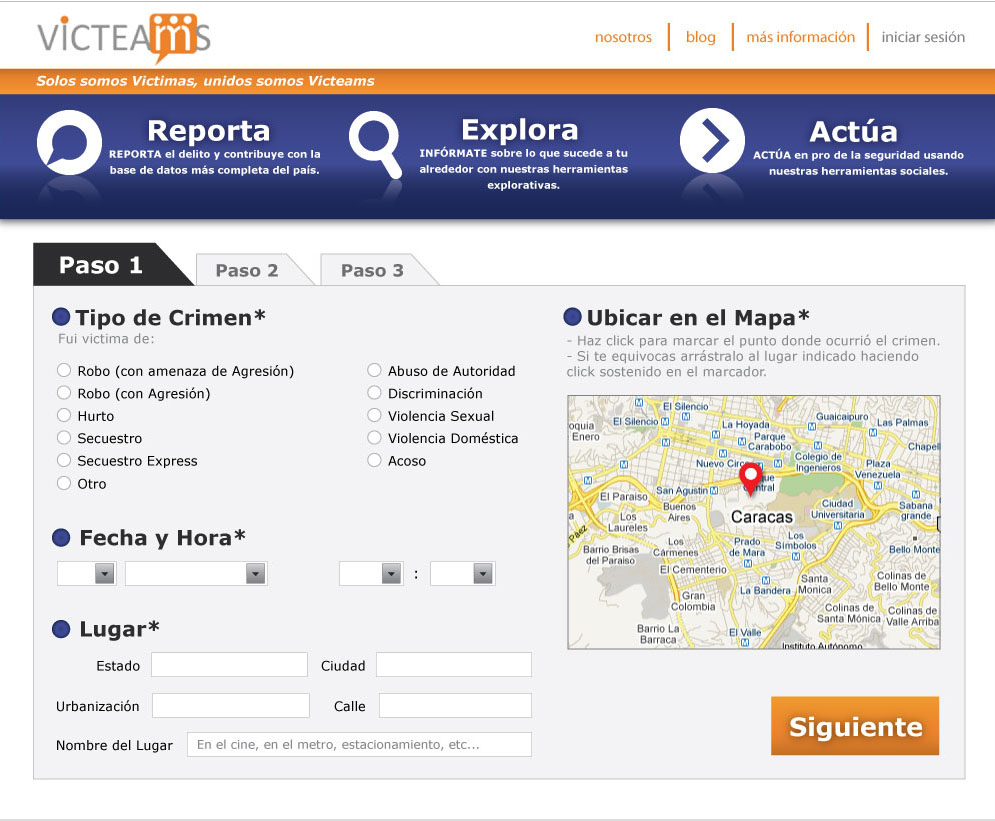 VICTEAMS
nosotros
blog
más información
iniciar sesión
Solos somos Victimas, unidos somos Victeams
Reporta
REPORTA el delito y contribuye con la
base de datos más completa del país.
Explora
INFÓRMATE sobre lo que sucede a tu
alrededor con nuestras herramientas
explorativas.
Actúa
ACTÚA en pro de la seguridad usando
nuestras herramientas sociales.
Paso 1
Paso 2
Paso 3
Tipo de Crimen*
Fui victima de:
Robo (con amenaza de Agresión)
Robo (con Agresión)
Hurto
Secuestro
Secuestro Express
Otro
Abuso de Autoridad
Discriminación
Violencia Sexual
Violencia Doméstica
Acoso
Fecha y Hora*
:
Lugar*
Estado
Ciudad
Urbanización
Calle
Nombre del Lugar
En el cine, en el metro, estacionamiento, etc...
Ubicar en el Mapa*
- Haz click para marcar el punto donde ocurrió el crimen.
- Si te equivocas arrástralo al lugar indicado haciendo
click sostenido en el marcador.
El Silencio
El Silencio
La Hoyada
Guaicaipuro
Las Palmas
oquia
Enero
Parque
Carabobo
Chapel
Nuevo Circ
Colegio de
Ingenieros
Plaza
Venezuela
que
ntral
San Agustin
El Paraiso
Buenos
Aires
Caracas
Ciudad
Universitaria
Sabana
grande
Los
Laureles
a Paez
Barrio Brisas
del Paraiso
Los
Cármenes
Prado
de Mara
Los
Símbolos
Bello Monte
El Cementerio
La Bandera
Santa
Monica
Colinas de
Bello Monte
Gran
Colombia
Colinas de
Santa Mónica
Colinas de
Valle Arriba
Barrio La
Barraca
El Valle
Instituto Autónomo
Siguiente